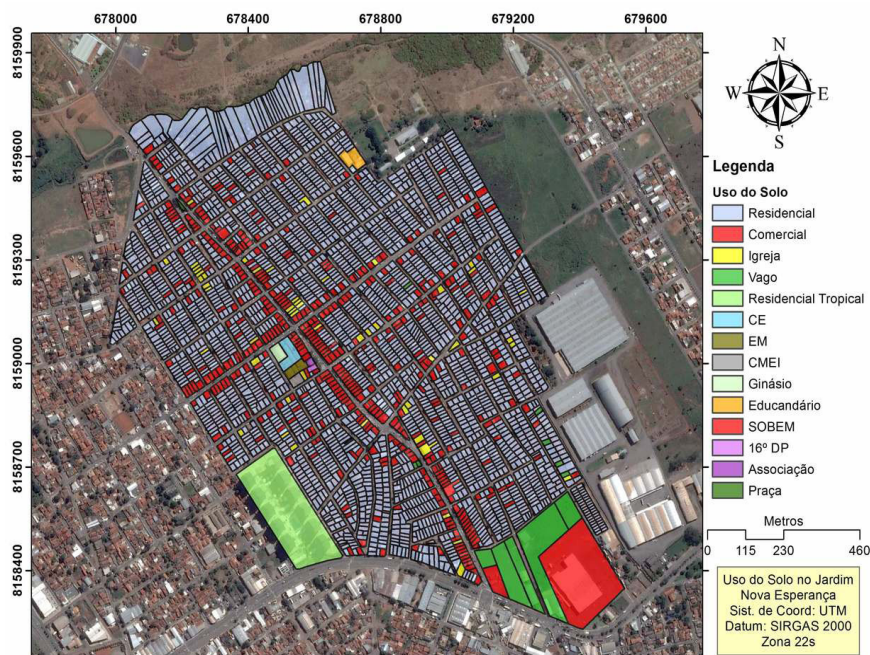 678000 678400 678800 679200 679600
8159900
8159600
8159300
8159000
8158700
8158400
N
W E
S
Legenda
Uso do Solo
Residencial
Comercial
Igreja
Vago
Residencial Tropical
CE
EM
CMEI
Ginásio
Educandário
SOBEM
16º DP
Associação
Praça
Metros
0 115 230 460
Uso do Solo no Jardim
Nova Esperança
Sist. de Coord: UTM
Datum: SIRGAS 2000
Zona 22s